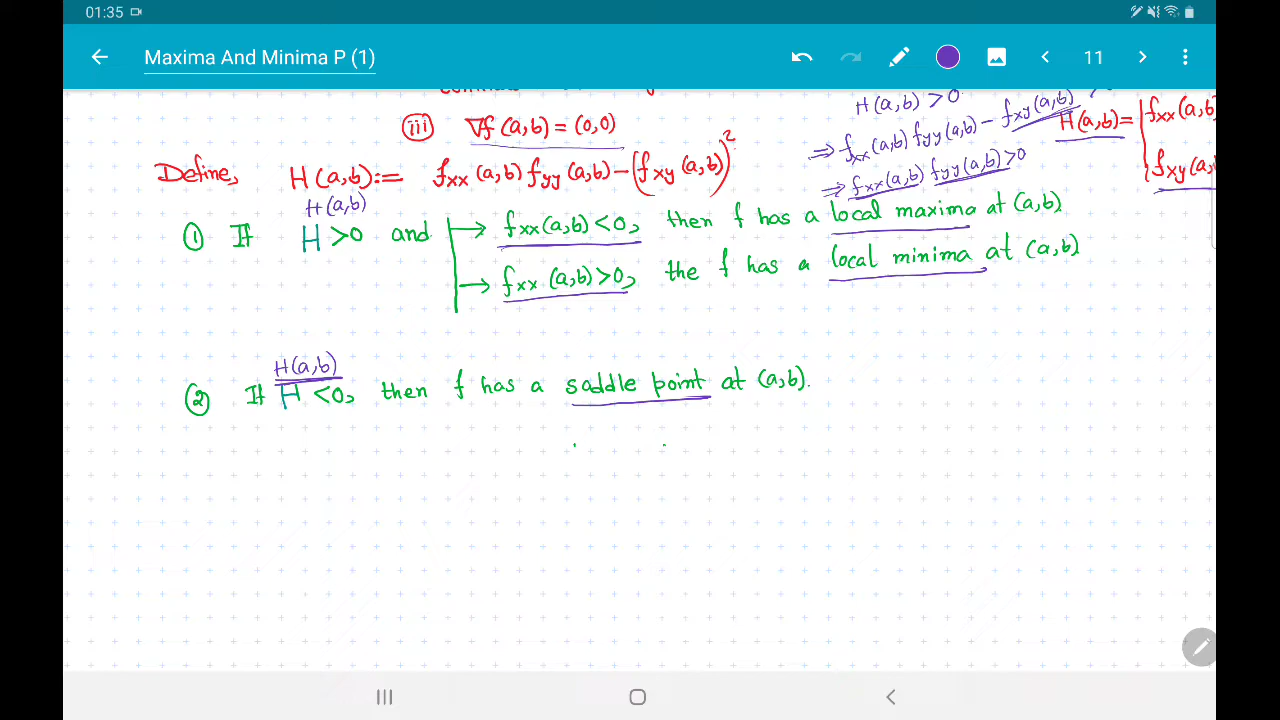 01:35
Maxima And Minima P (1)
11
(iii) ∇f (a,b) = (0,0)
H(a,b) > 0
⇒ fxx(a,b) fyy(a,b) - fxy(a,b)
H(a,b) = | fxx(a,b
fxy(a,
Define, H(a,b) := fxx(a,b) fyy(a,b) - (fxy(a,b))²
⇒ fxx(a,b) fyy(a,b) > 0
H(a,b)
① If H > 0 and → fxx(a,b) < 0, then f has a local maxima at (a,b)
→ fxx(a,b) > 0, the f has a local minima at (a,b)
H(a,b)
② If H < 0, then f has a saddle point at (a,b).